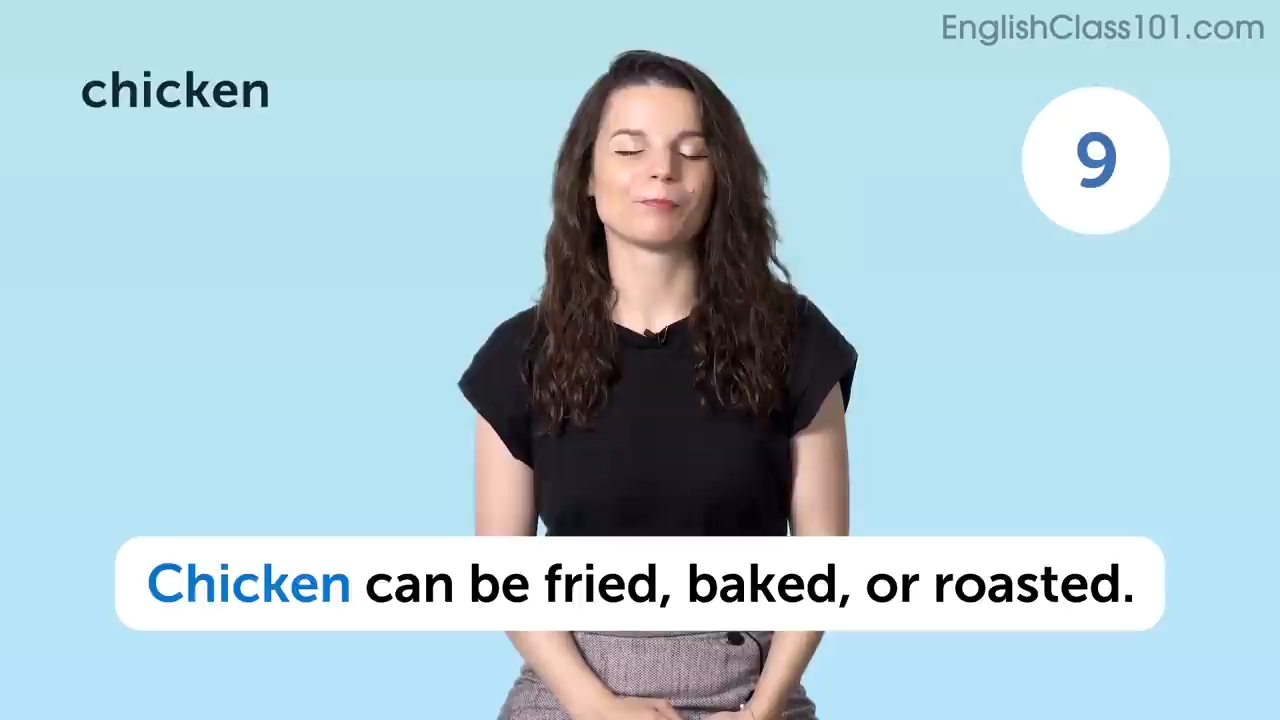 EnglishClass101.com
chicken
9
Chicken can be fried, baked, or roasted.